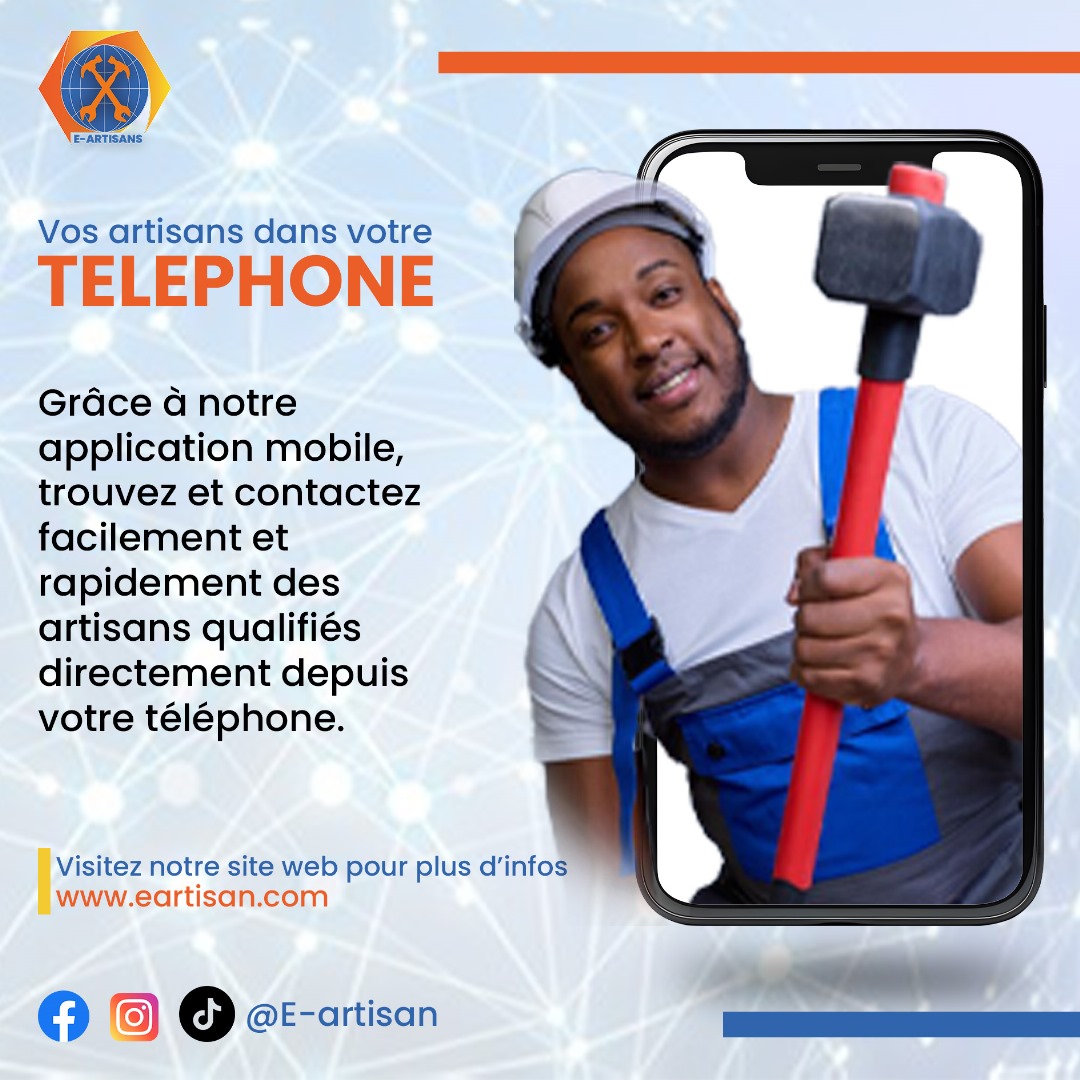 E-ARTISANS
Vos artisans dans votre
TELEPHONE
Grâce à notre
application mobile,
trouvez et contactez
facilement et
rapidement des
artisans qualifiés
directement depuis
votre téléphone.
Visitez notre site web pour plus d’infos
www.eartisan.com
@E-artisan